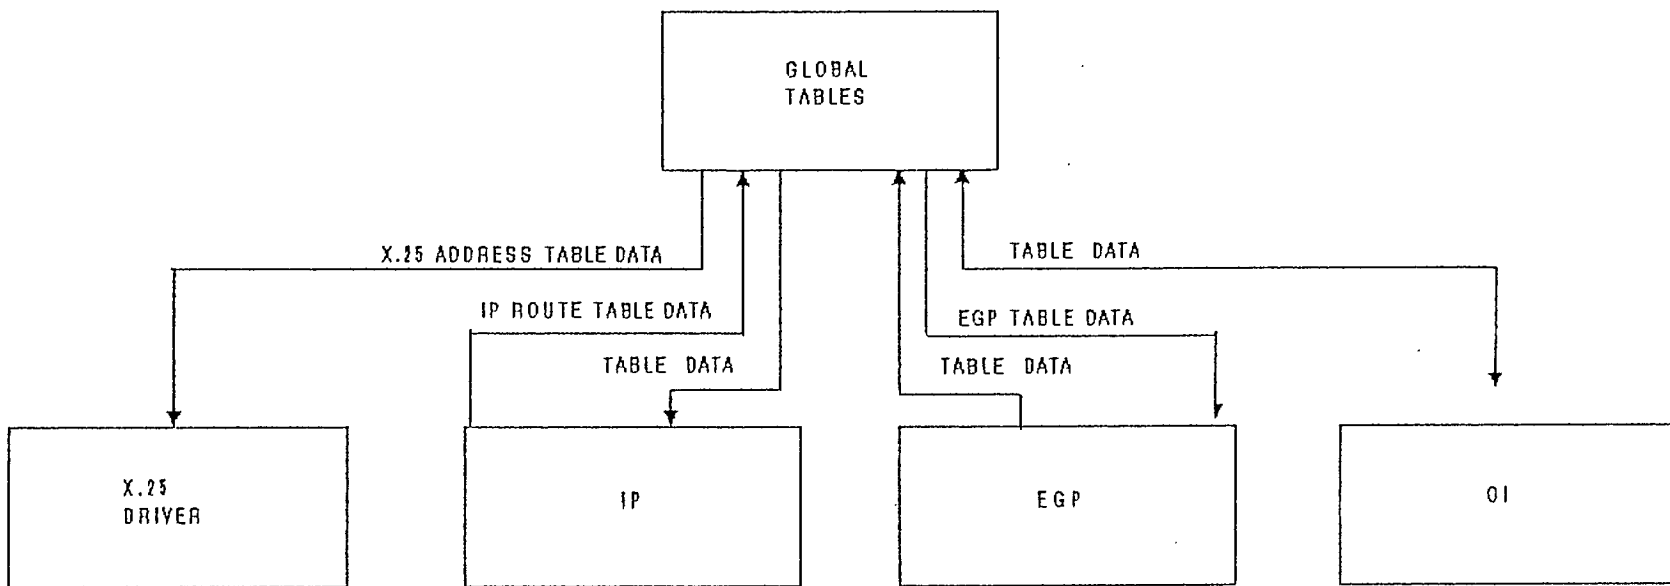 GLOBAL
TABLES
X.25 ADDRESS TABLE DATA
TABLE DATA
IP ROUTE TABLE DATA
EGP TABLE DATA
TABLE DATA
TABLE DATA
X.25
DRIVER
IP
EGP
OI